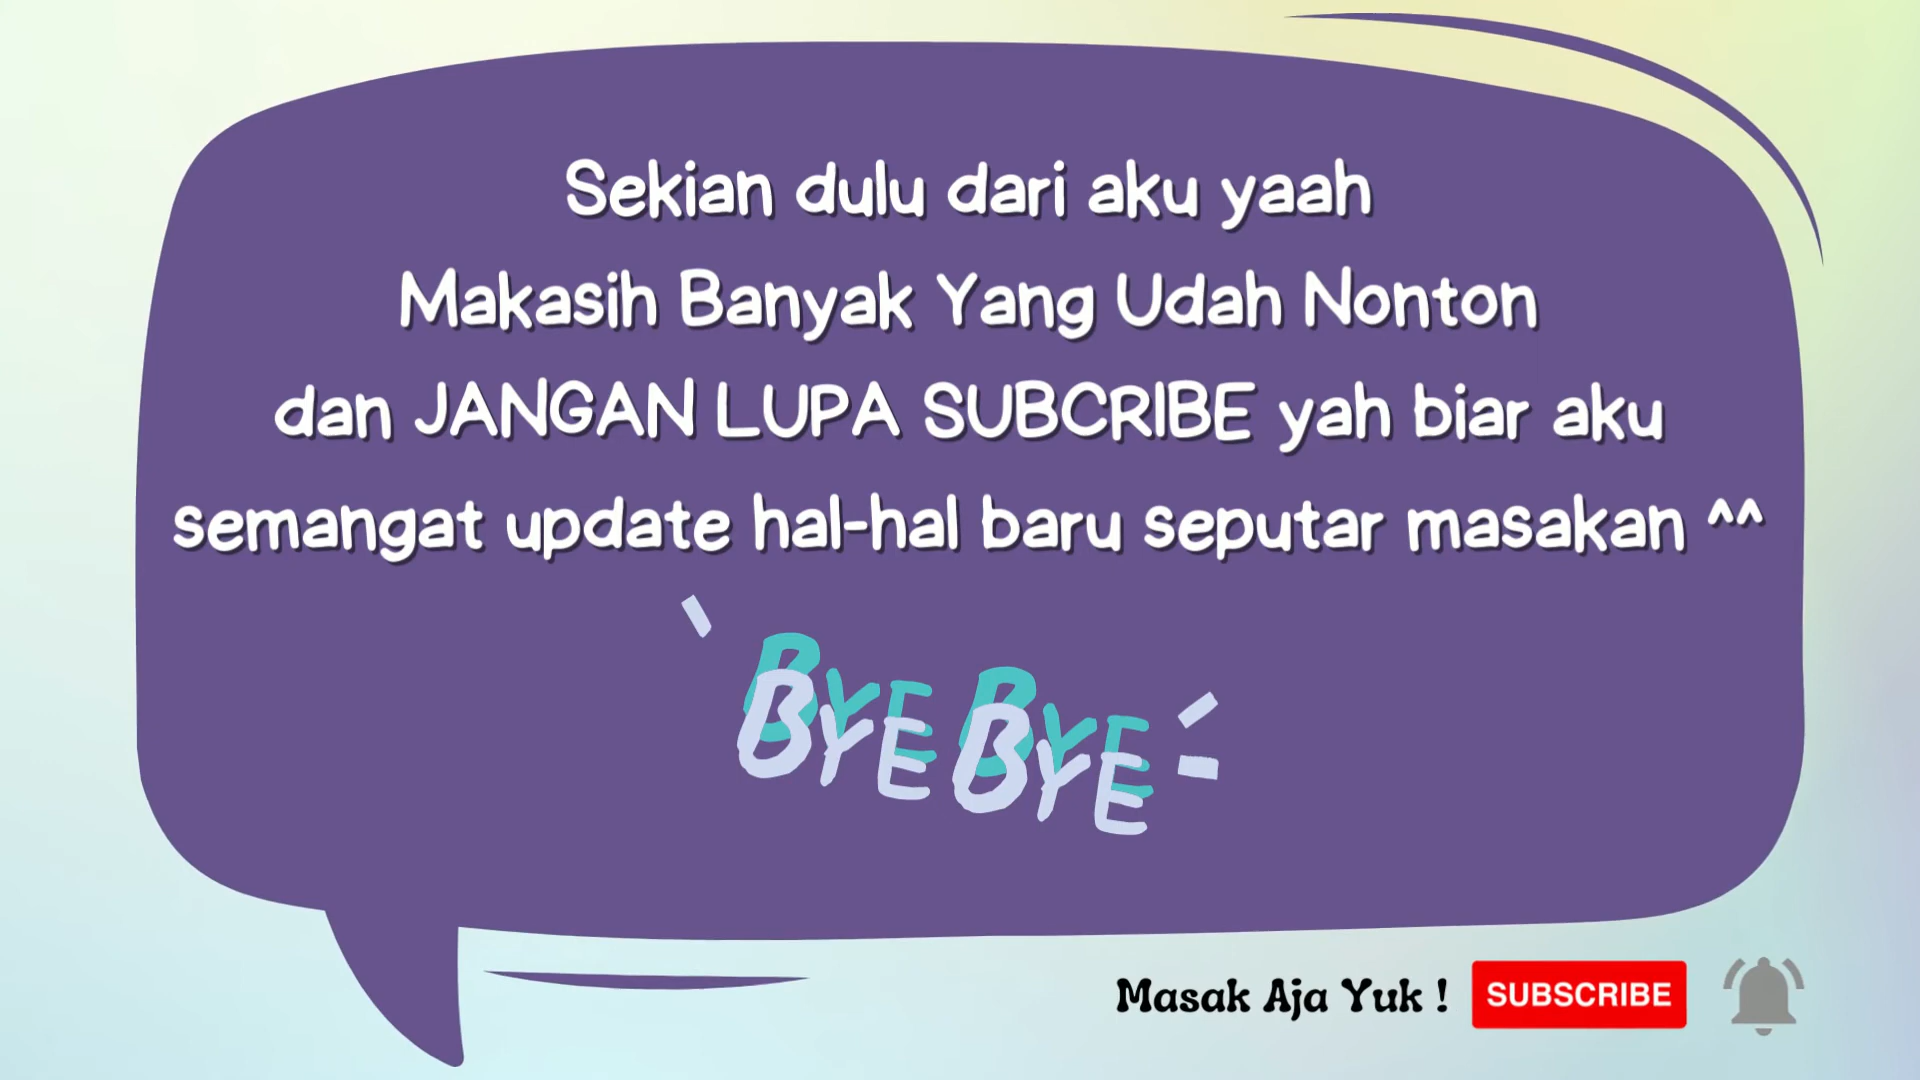 Sekian dulu dari aku yaah
Makasih Banyak Yang Udah Nonton
dan JANGAN LUPA SUBCRIBE yah biar aku
semangat update hal-hal baru seputar masakan ^^
BYE BYE
Masak Aja Yuk ! SUBSCRIBE